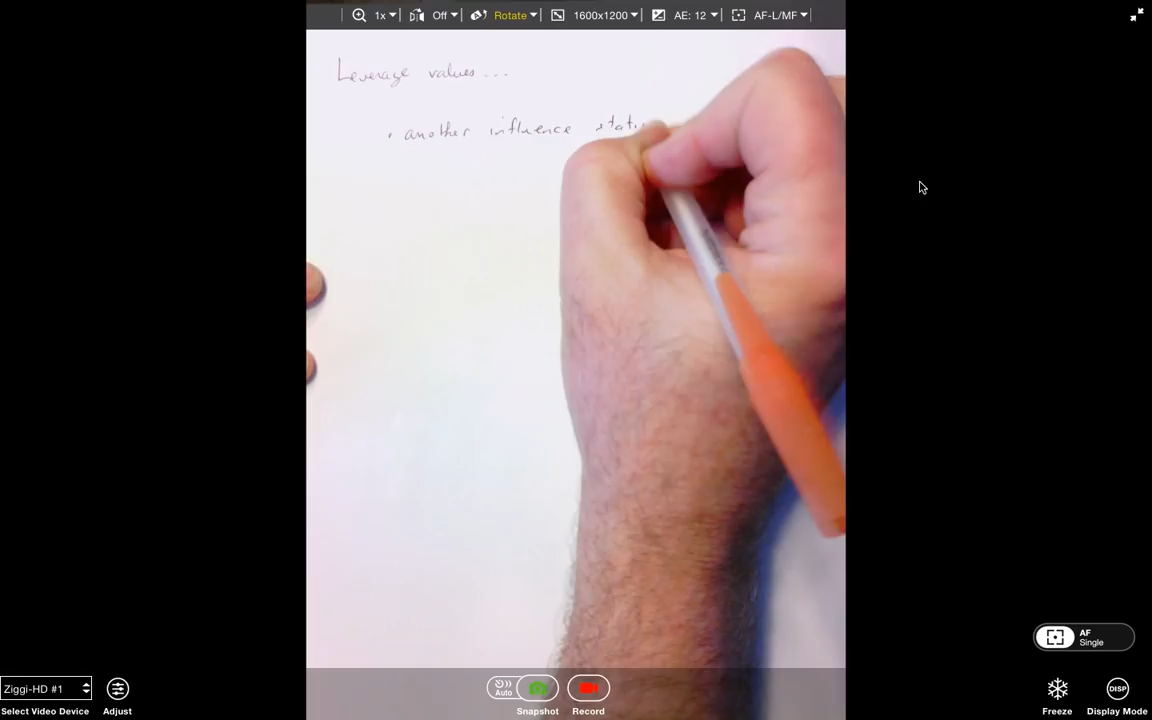 1x Off Rotate 1600x1200 AE: 12 AF-L/MF
Leverage values...
• another influence
AF
Single
Ziggi-HD #1
Auto
Select Video Device Adjust Snapshot Record Freeze DISP Display Mode